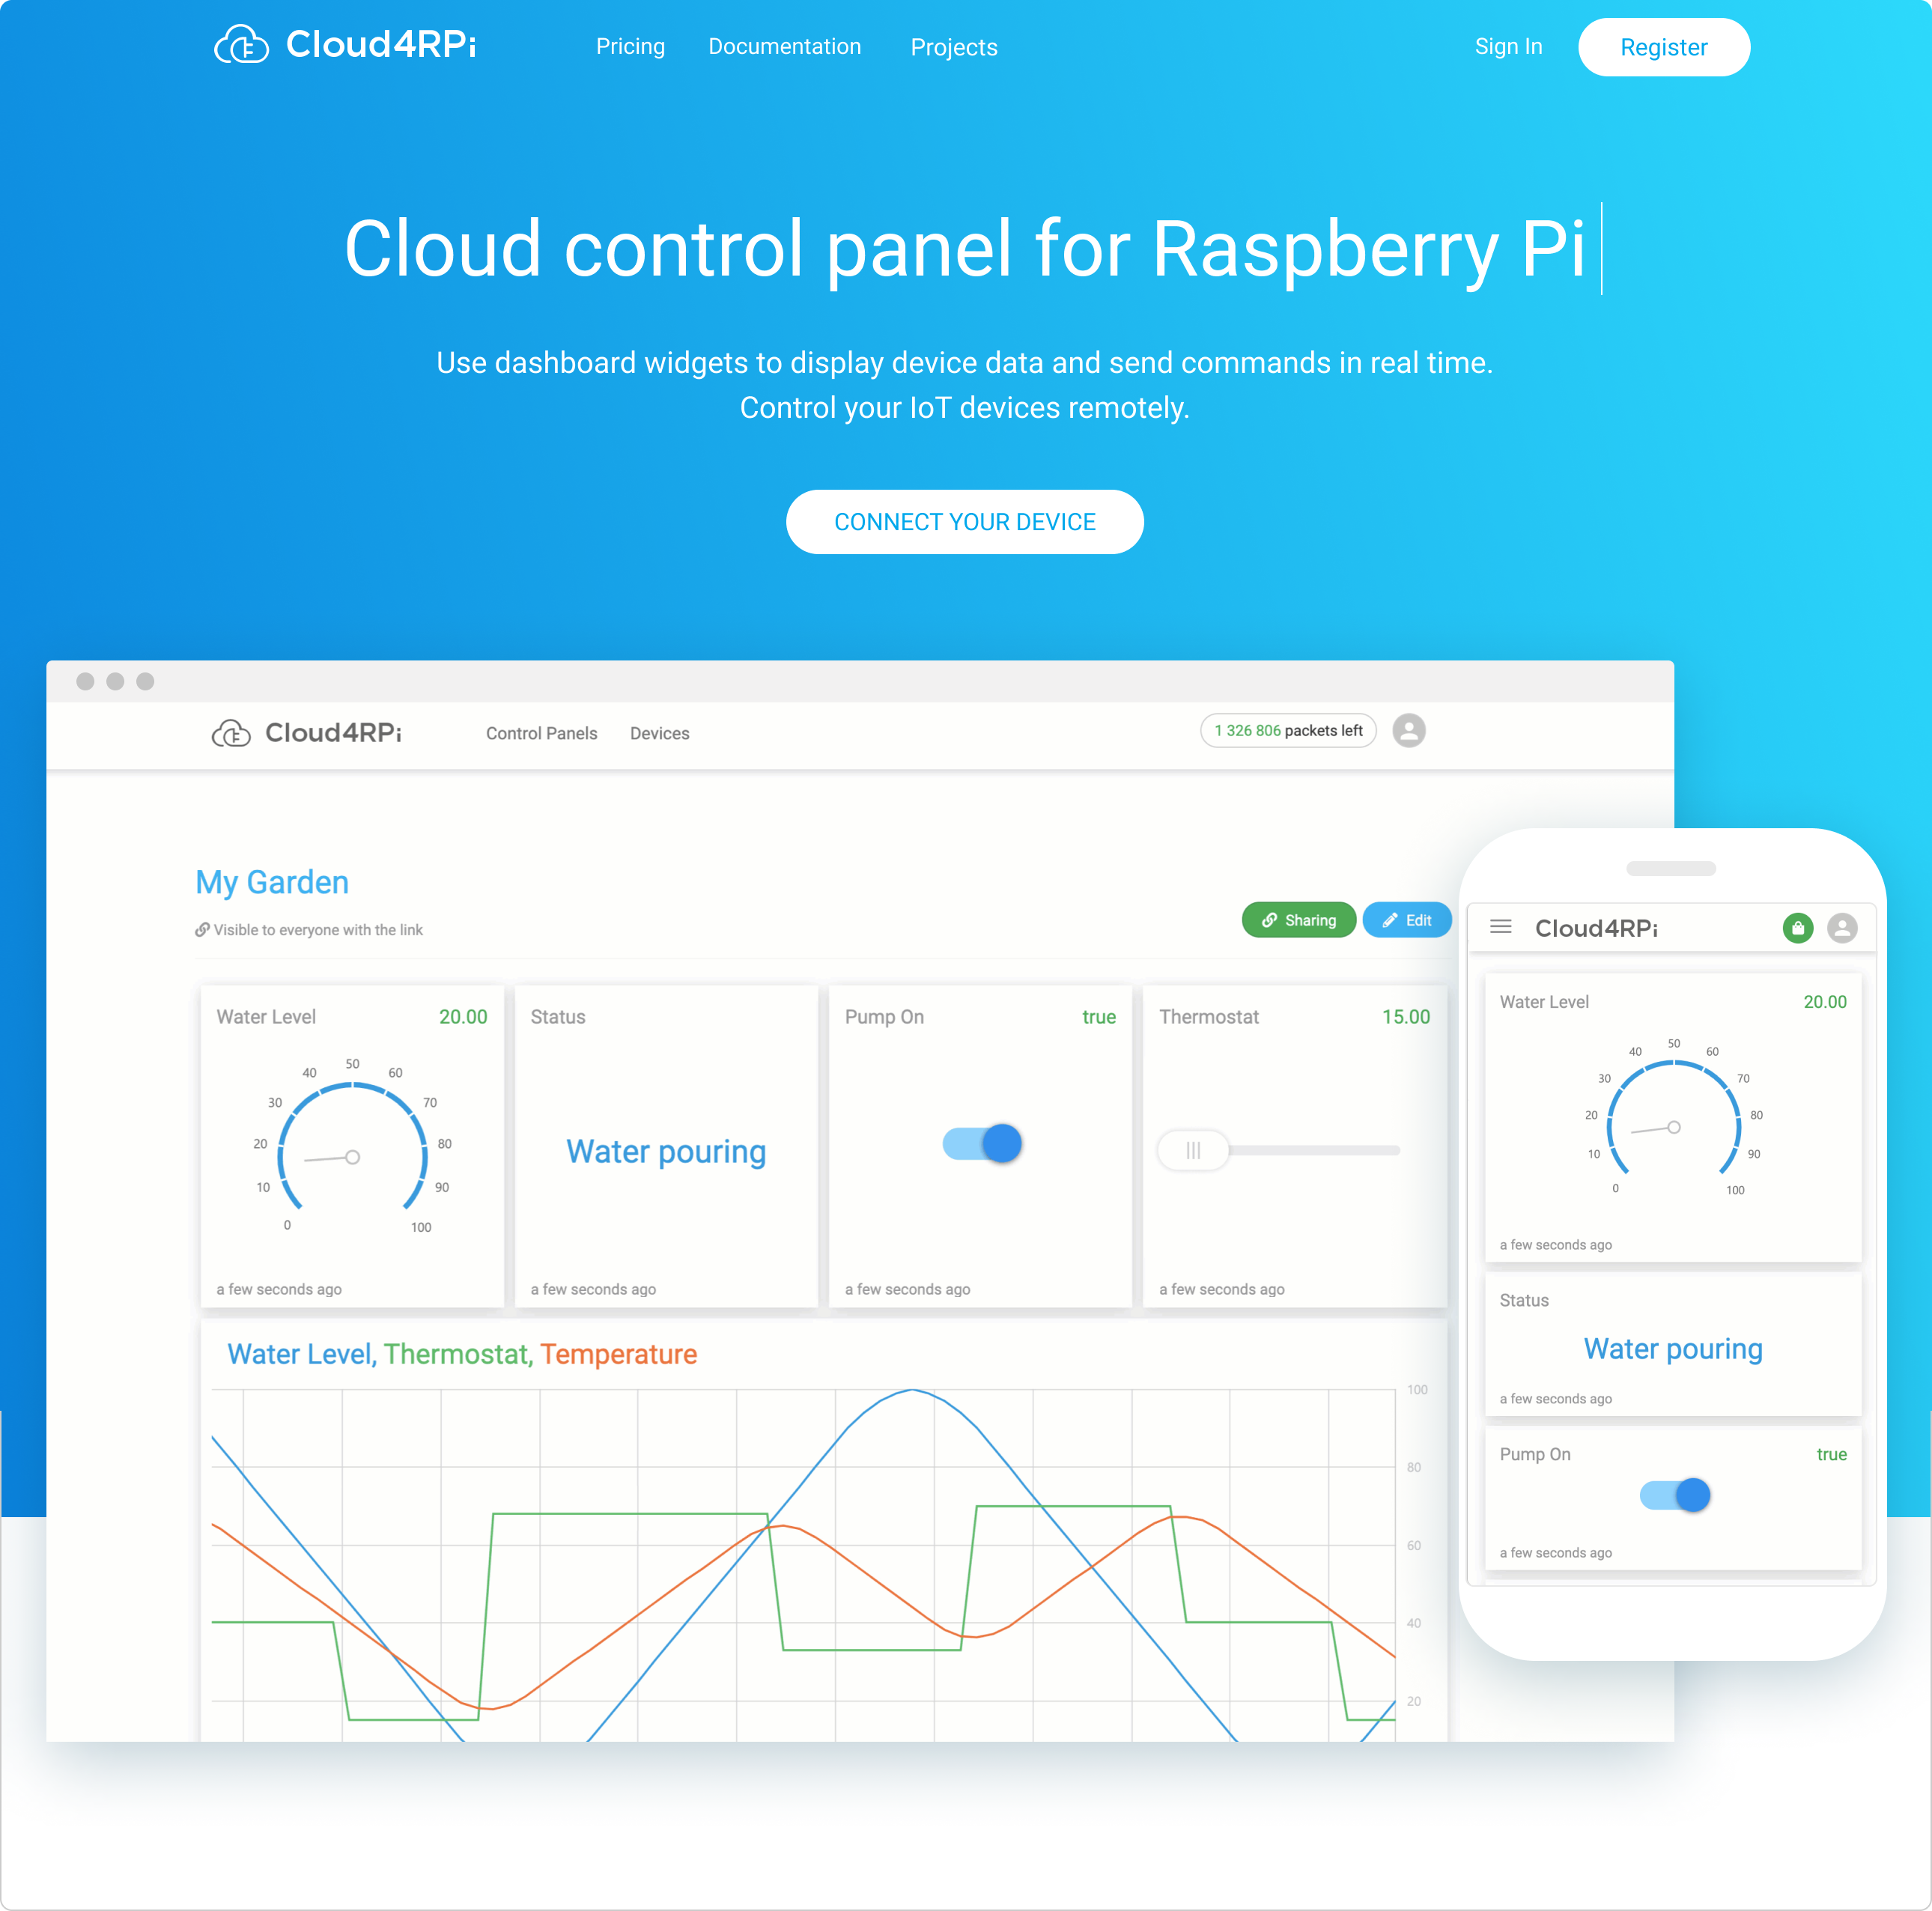 Cloud4RPi
Pricing
Documentation
Projects
Sign In
Register
Cloud control panel for Raspberry Pi
Use dashboard widgets to display device data and send commands in real time.
Control your IoT devices remotely.
CONNECT YOUR DEVICE
Cloud4RPi
Control Panels
Devices
1 326 806 packets left
My Garden
Visible to everyone with the link
Sharing
Edit
Water Level
20.00
0
10
20
30
40
50
60
70
80
90
100
a few seconds ago
Status
Water pouring
a few seconds ago
Pump On
true
a few seconds ago
Thermostat
15.00
a few seconds ago
Water Level, Thermostat, Temperature
100
80
60
40
20
Cloud4RPi
Water Level
20.00
0
10
20
30
40
50
60
70
80
90
100
a few seconds ago
Status
Water pouring
a few seconds ago
Pump On
true
a few seconds ago